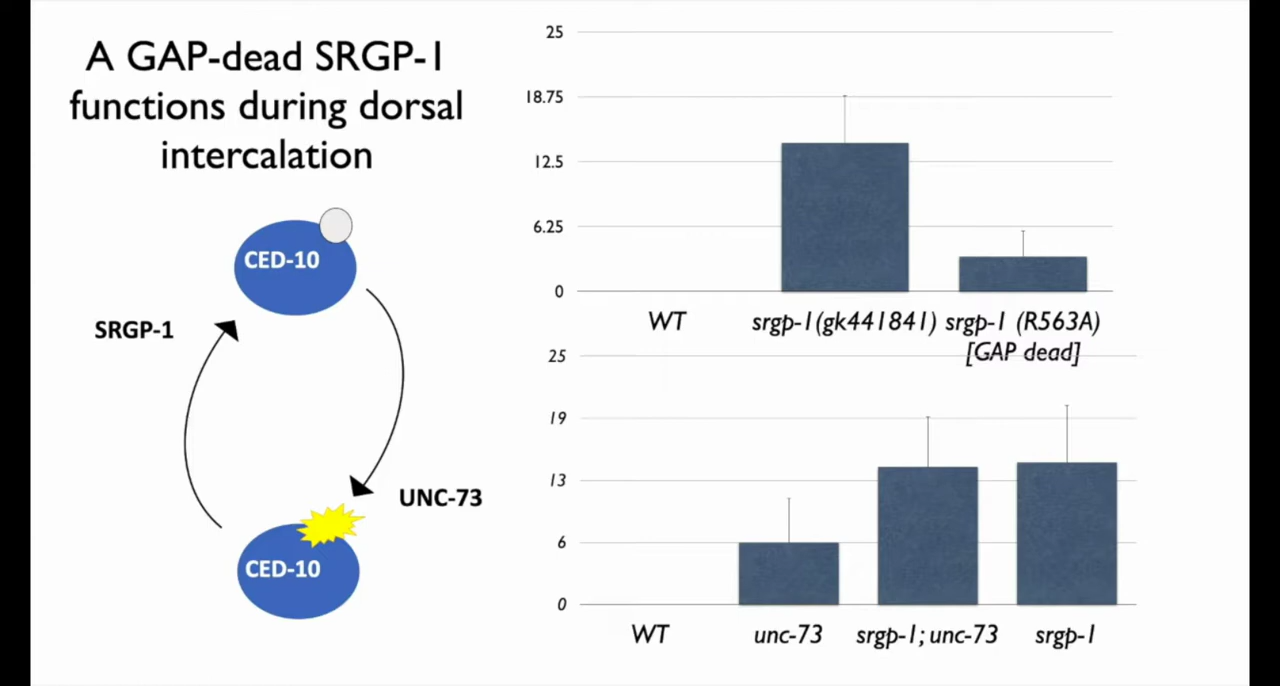 A GAP-dead SRGP-1
functions during dorsal
intercalation
CED-10
SRGP-1
UNC-73
CED-10
25
18.75
12.5
6.25
0
WT
srgp-1(gk441841)
srgp-1 (R563A)
[GAP dead]
25
19
13
6
0
WT
unc-73
srgp-1; unc-73
srgp-1